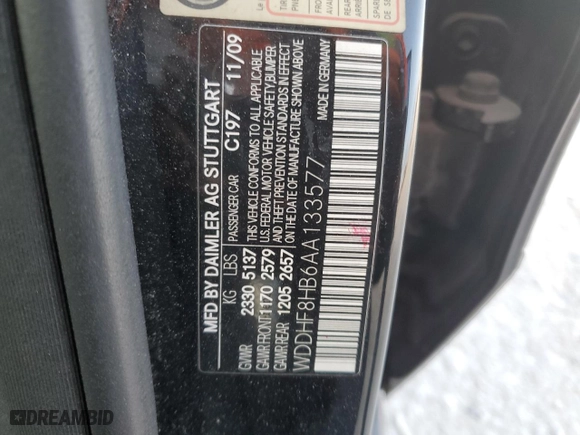 MFD BY DAIMLER AG STUTTGART
PASSENGER CAR C197 11/09
KG LBS
GVWR 2330 5137
GAWR FRONT 1170 2579
GAWR REAR 1205 2657
THIS VEHICLE CONFORMS TO ALL APPLICABLE
U.S. FEDERAL MOTOR VEHICLE SAFETY, BUMPER
AND THEFT PREVENTION STANDARDS IN EFFECT
ON THE DATE OF MANUFACTURE SHOWN ABOVE
WDDHF8HB6AA133577
MADE IN GERMANY
DREAMBID